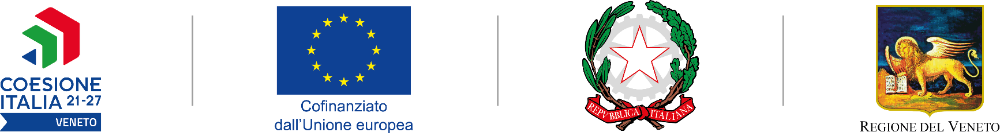 COESIONE
ITALIA 21-27
VENETO
Cofinanziato
dall'Unione europea
REPVBBLICA ITALIANA
REGIONE DEL VENETO